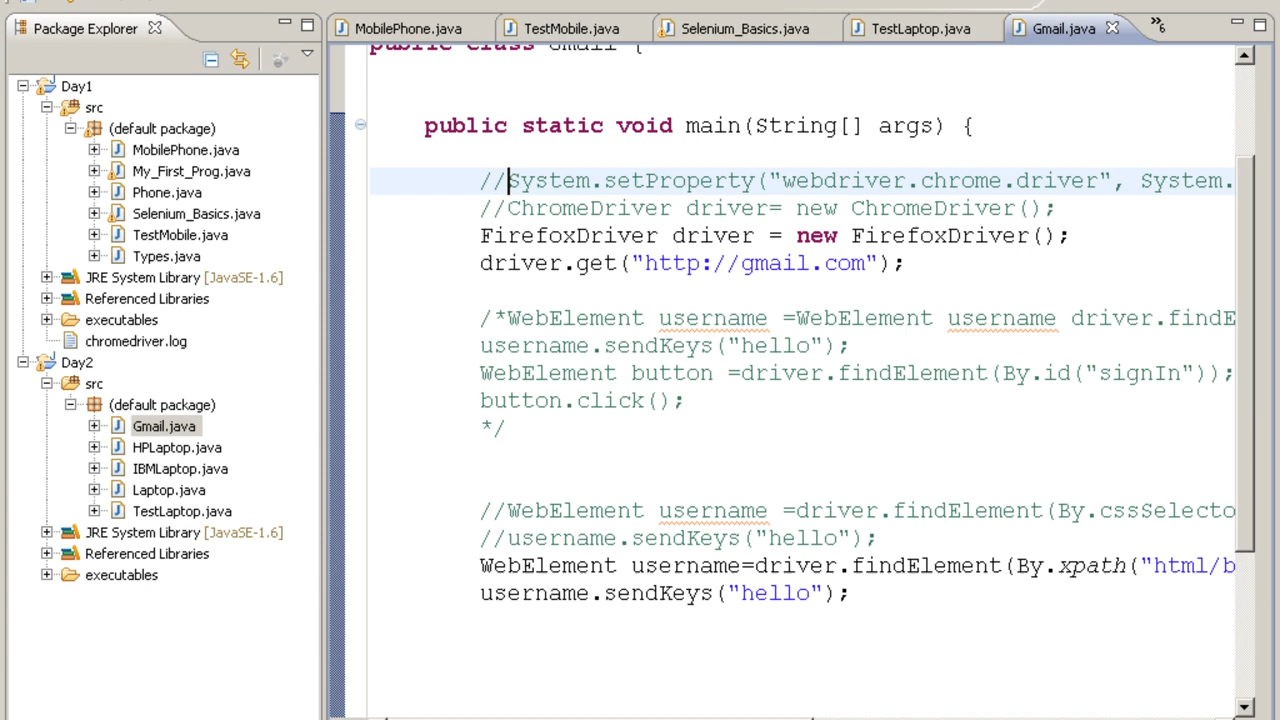 Package Explorer
MobilePhone.java
TestMobile.java
Selenium_Basics.java
TestLaptop.java
Gmail.java
»6
Day1
src
(default package)
MobilePhone.java
My_First_Prog.java
Phone.java
Selenium_Basics.java
TestMobile.java
Types.java
JRE System Library [JavaSE-1.6]
Referenced Libraries
executables
chromedriver.log
Day2
src
(default package)
Gmail.java
HPLaptop.java
IBMLaptop.java
Laptop.java
TestLaptop.java
JRE System Library [JavaSE-1.6]
Referenced Libraries
executables
public class Gmail {
public static void main(String[] args) {
//System.setProperty("webdriver.chrome.driver", System.
//ChromeDriver driver= new ChromeDriver();
FirefoxDriver driver = new FirefoxDriver();
driver.get("http://gmail.com");
/*WebElement username =WebElement username driver.findE
username.sendKeys("hello");
WebElement button =driver.findElement(By.id("signIn"));
button.click();
*/
//WebElement username =driver.findElement(By.cssSelecto
//username.sendKeys("hello");
WebElement username=driver.findElement(By.xpath("html/b
username.sendKeys("hello");